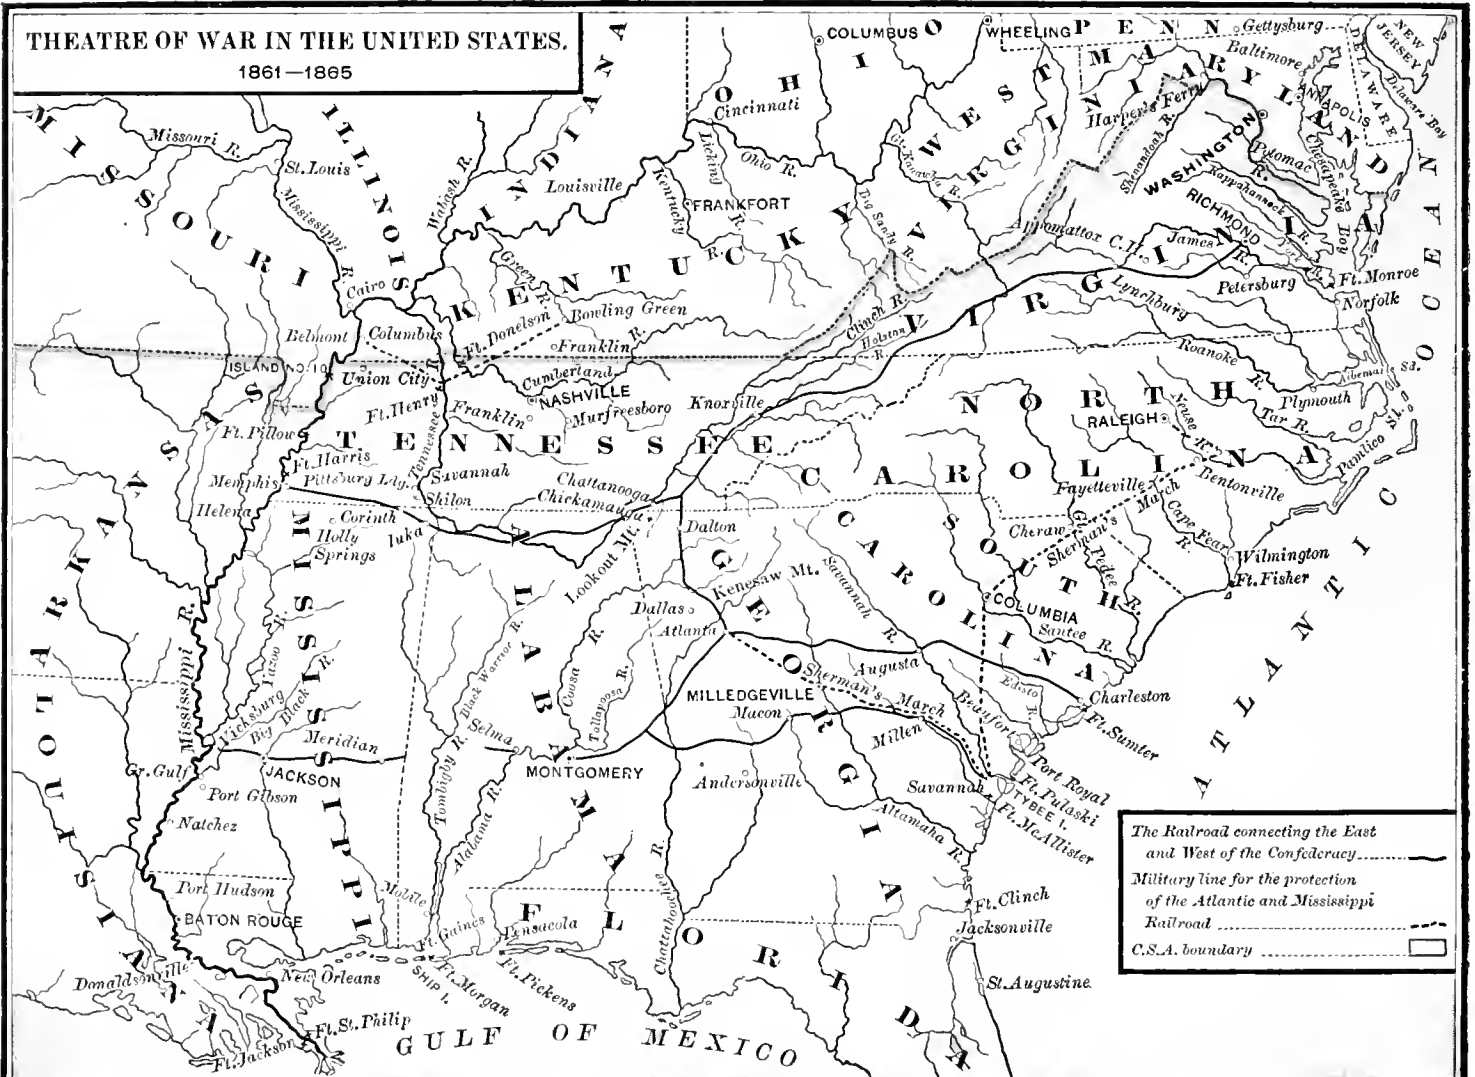 THEATRE OF WAR IN THE UNITED STATES.
1861—1865
MISSOURI
ILLINOIS
INDIANA
OHIO
WEST VIRGINIA
PENN
MARYLAND
DELAWARE
NEW JERSEY
Delaware Bay
COLUMBUS
WHEELING
Gettysburg
Baltimore
ANNAPOLIS
Harper's Ferry
Cincinnati
Missouri R.
St. Louis
Mississippi R.
Wabash R.
Louisville
Licking R.
Ohio R.
Kentucky R.
FRANKFORT
Gt. Kanawha R.
Big Sandy R.
Shenandoah R.
WASHINGTON
Potomac R.
Rappahannock R.
Chesapeake Bay
RICHMOND
York R.
Appomattox C.H.
James R.
Ft. Monroe
Petersburg
Norfolk
Lynchburg
VIRGINIA
KENTUCKY
Cairo
Green R.
Belmont
Columbus
Ft. Donelson
Bowling Green
Franklin
Clinch R.
Holston R.
ISLAND NO. 10
Union City
Cumberland R.
NASHVILLE
Ft. Henry
Franklin
Murfreesboro
Knoxville
Roanoke R.
Albemarle Sd.
Plymouth
Tar R.
Pamlico Sd.
NORTH CAROLINA
RALEIGH
Neuse R.
ARKANSAS
Ft. Pillow
TENNESSEE
Ft. Harris
Tennessee R.
Memphis
Pittsburg Ldg.
Savannah
Shiloh
Chattanooga
Chickamauga
Helena
Corinth
Holly Springs
Iuka
Lookout Mt.
Dalton
Fayetteville
Bentonville
Sherman's March
Cheraw
Cape Fear R.
Gt. Pedee R.
Wilmington
Ft. Fisher
SOUTH CAROLINA
COLUMBIA
Santee R.
Kenesaw Mt.
Savannah R.
Dallas
Atlanta
GEORGIA
Augusta
Sherman's March
MILLEDGEVILLE
Macon
Millen
Edisto R.
Beaufort
Charleston
Ft. Sumter
Port Royal
Ft. Pulaski
TYBEE I.
Ft. McAllister
Savannah
Andersonville
Altamaha R.
MISSISSIPPI
ALABAMA
Yazoo R.
Mississippi R.
Vicksburg
Big Black R.
Black Warrior R.
Coosa R.
Tallapoosa R.
Meridian
Selma
Gr. Gulf
JACKSON
Port Gibson
Natchez
MONTGOMERY
Tombigby R.
Alabama R.
Chattahoochee R.
LOUISIANA
Port Hudson
BATON ROUGE
Mobile
Ft. Gaines
Pensacola
FLORIDA
Ft. Clinch
Jacksonville
St. Augustine
Donaldsonville
New Orleans
SHIP I.
Ft. Morgan
Ft. Pickens
Ft. St. Philip
Ft. Jackson
GULF OF MEXICO
ATLANTIC OCEAN
The Railroad connecting the East
and West of the Confederacy
Military line for the protection
of the Atlantic and Mississippi
Railroad
C.S.A. boundary